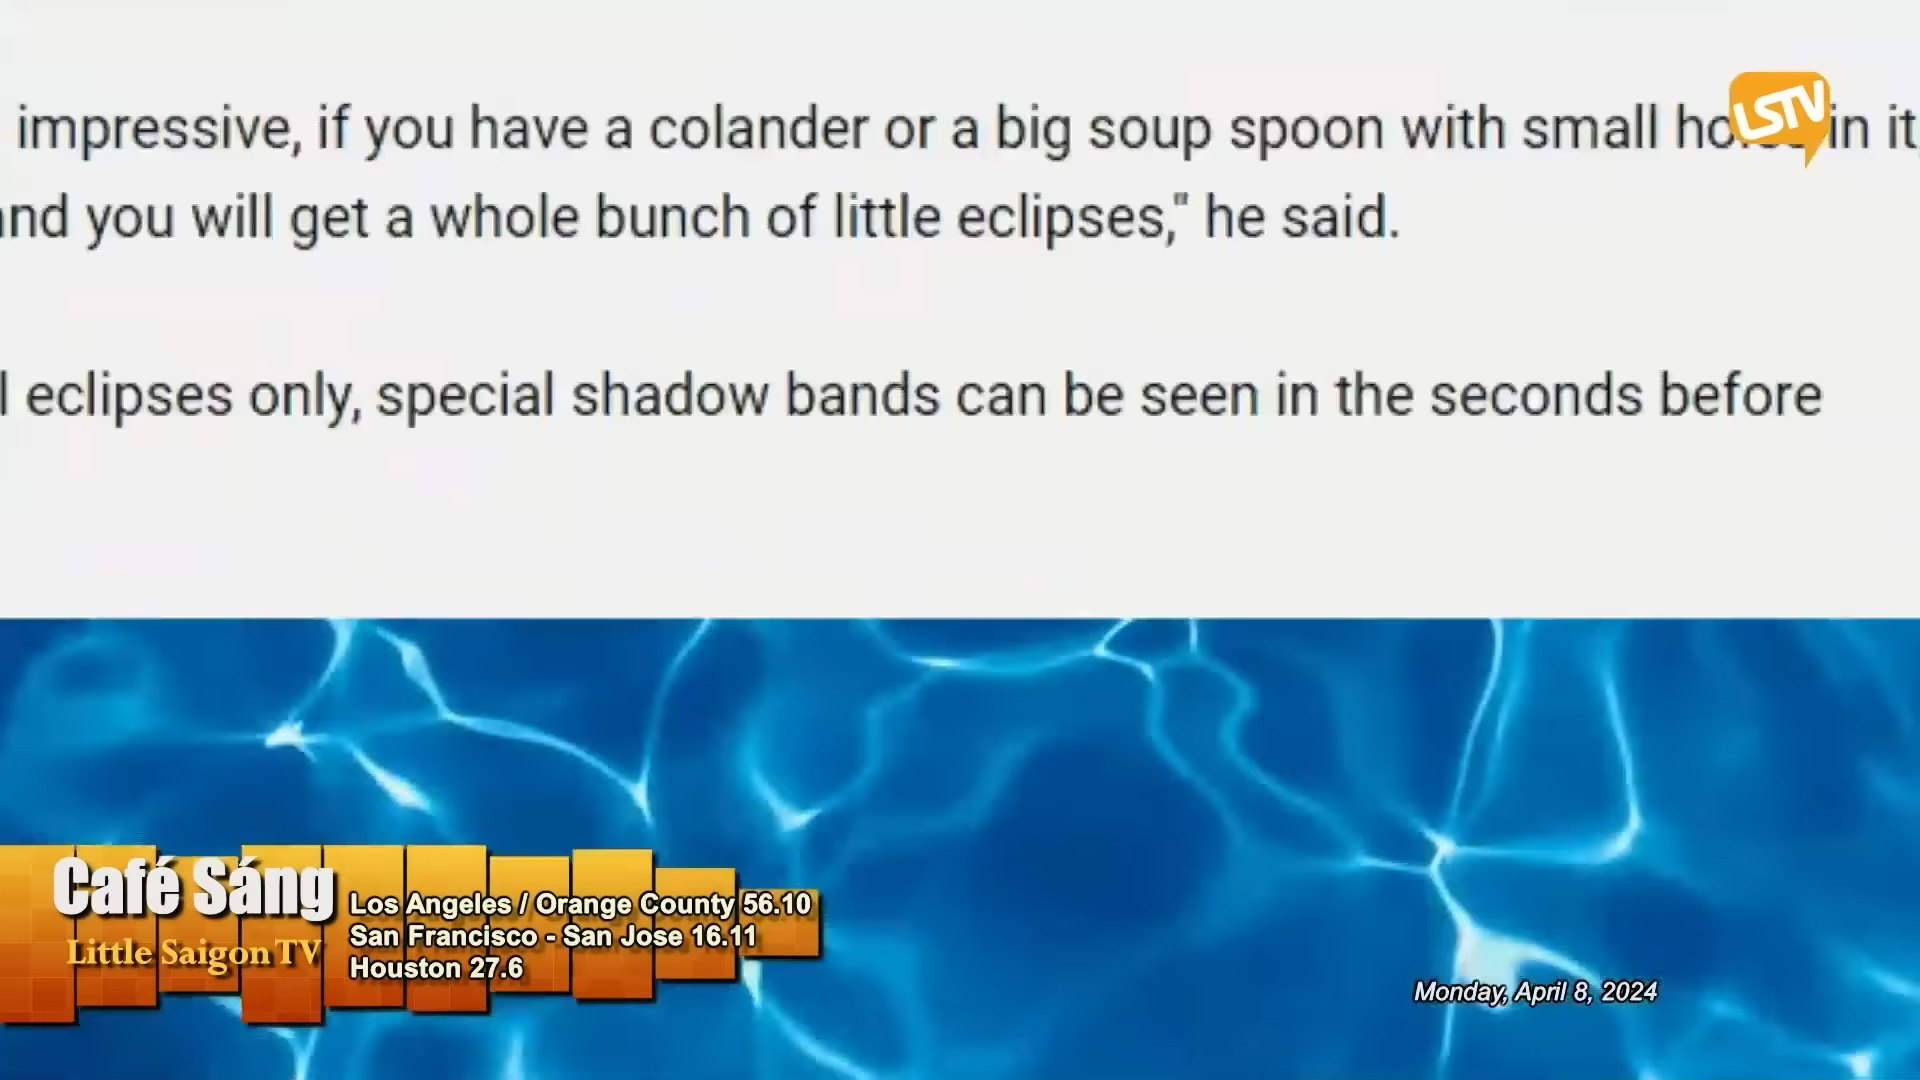 impressive, if you have a colander or a big soup spoon with small in it,
and you will get a whole bunch of little eclipses," he said.
eclipses only, special shadow bands can be seen in the seconds before
LSTV
Café Sáng
Little Saigon TV
Los Angeles / Orange County 56.10
San Francisco - San Jose 16.11
Houston 27.6
Monday, April 8, 2024